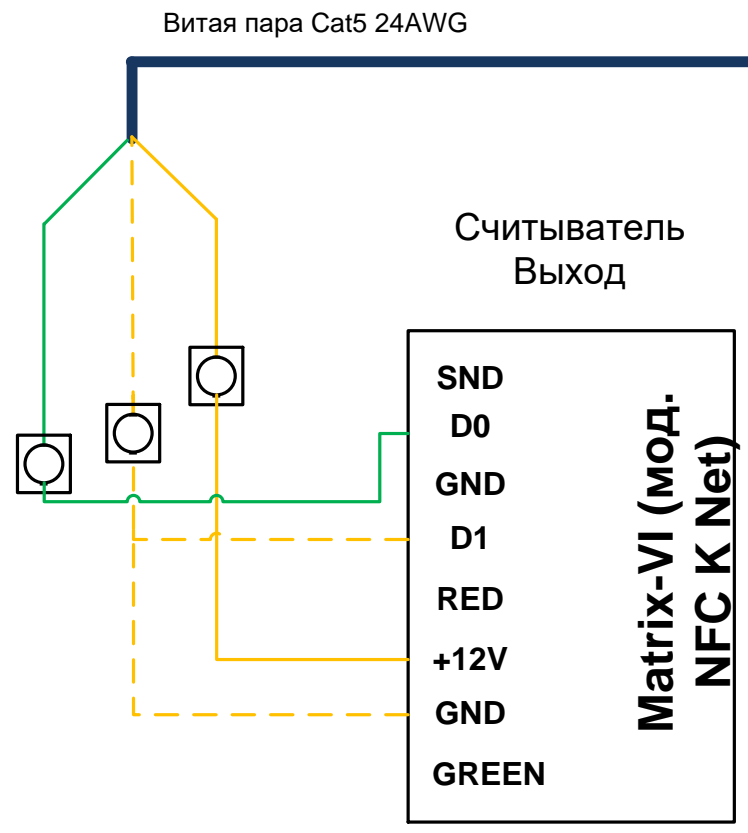 Витая пара Cat5 24AWG
Считыватель
Выход
SND
D0
GND
D1
RED
+12V
GND
GREEN
Matrix-VI (мод.
NFC K Net)